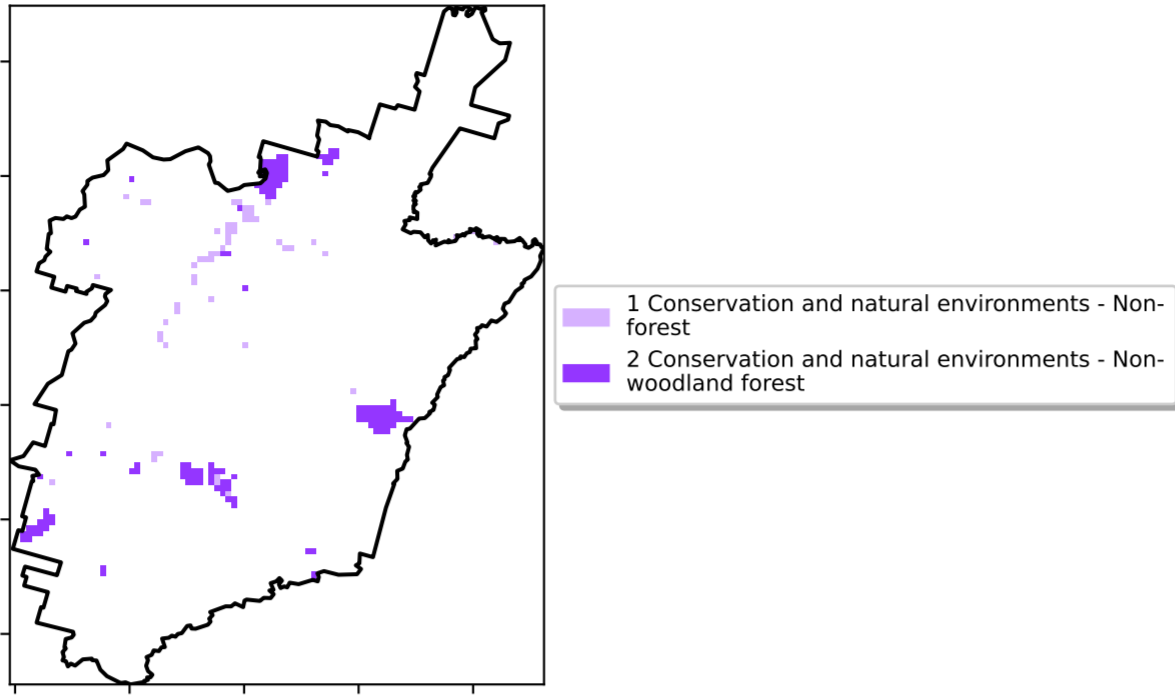 1 Conservation and natural environments - Non-
forest
2 Conservation and natural environments - Non-
woodland forest